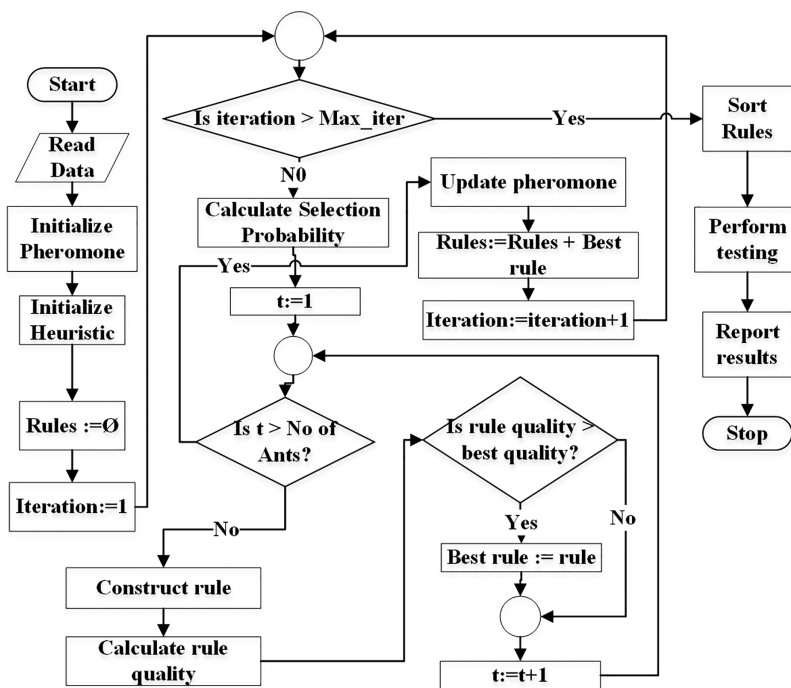 Start
Read
Data
Initialize
Pheromone
Initialize
Heuristic
Rules :=Ø
Iteration:=1
Is iteration > Max_iter
Yes
N0
Calculate Selection
Probability
Yes
t:=1
Is t > No of
Ants?
No
Construct rule
Calculate rule
quality
Update pheromone
Rules:=Rules + Best
rule
Iteration:=iteration+1
Is rule quality >
best quality?
Yes
No
Best rule := rule
t:=t+1
Sort
Rules
Perform
testing
Report
results
Stop